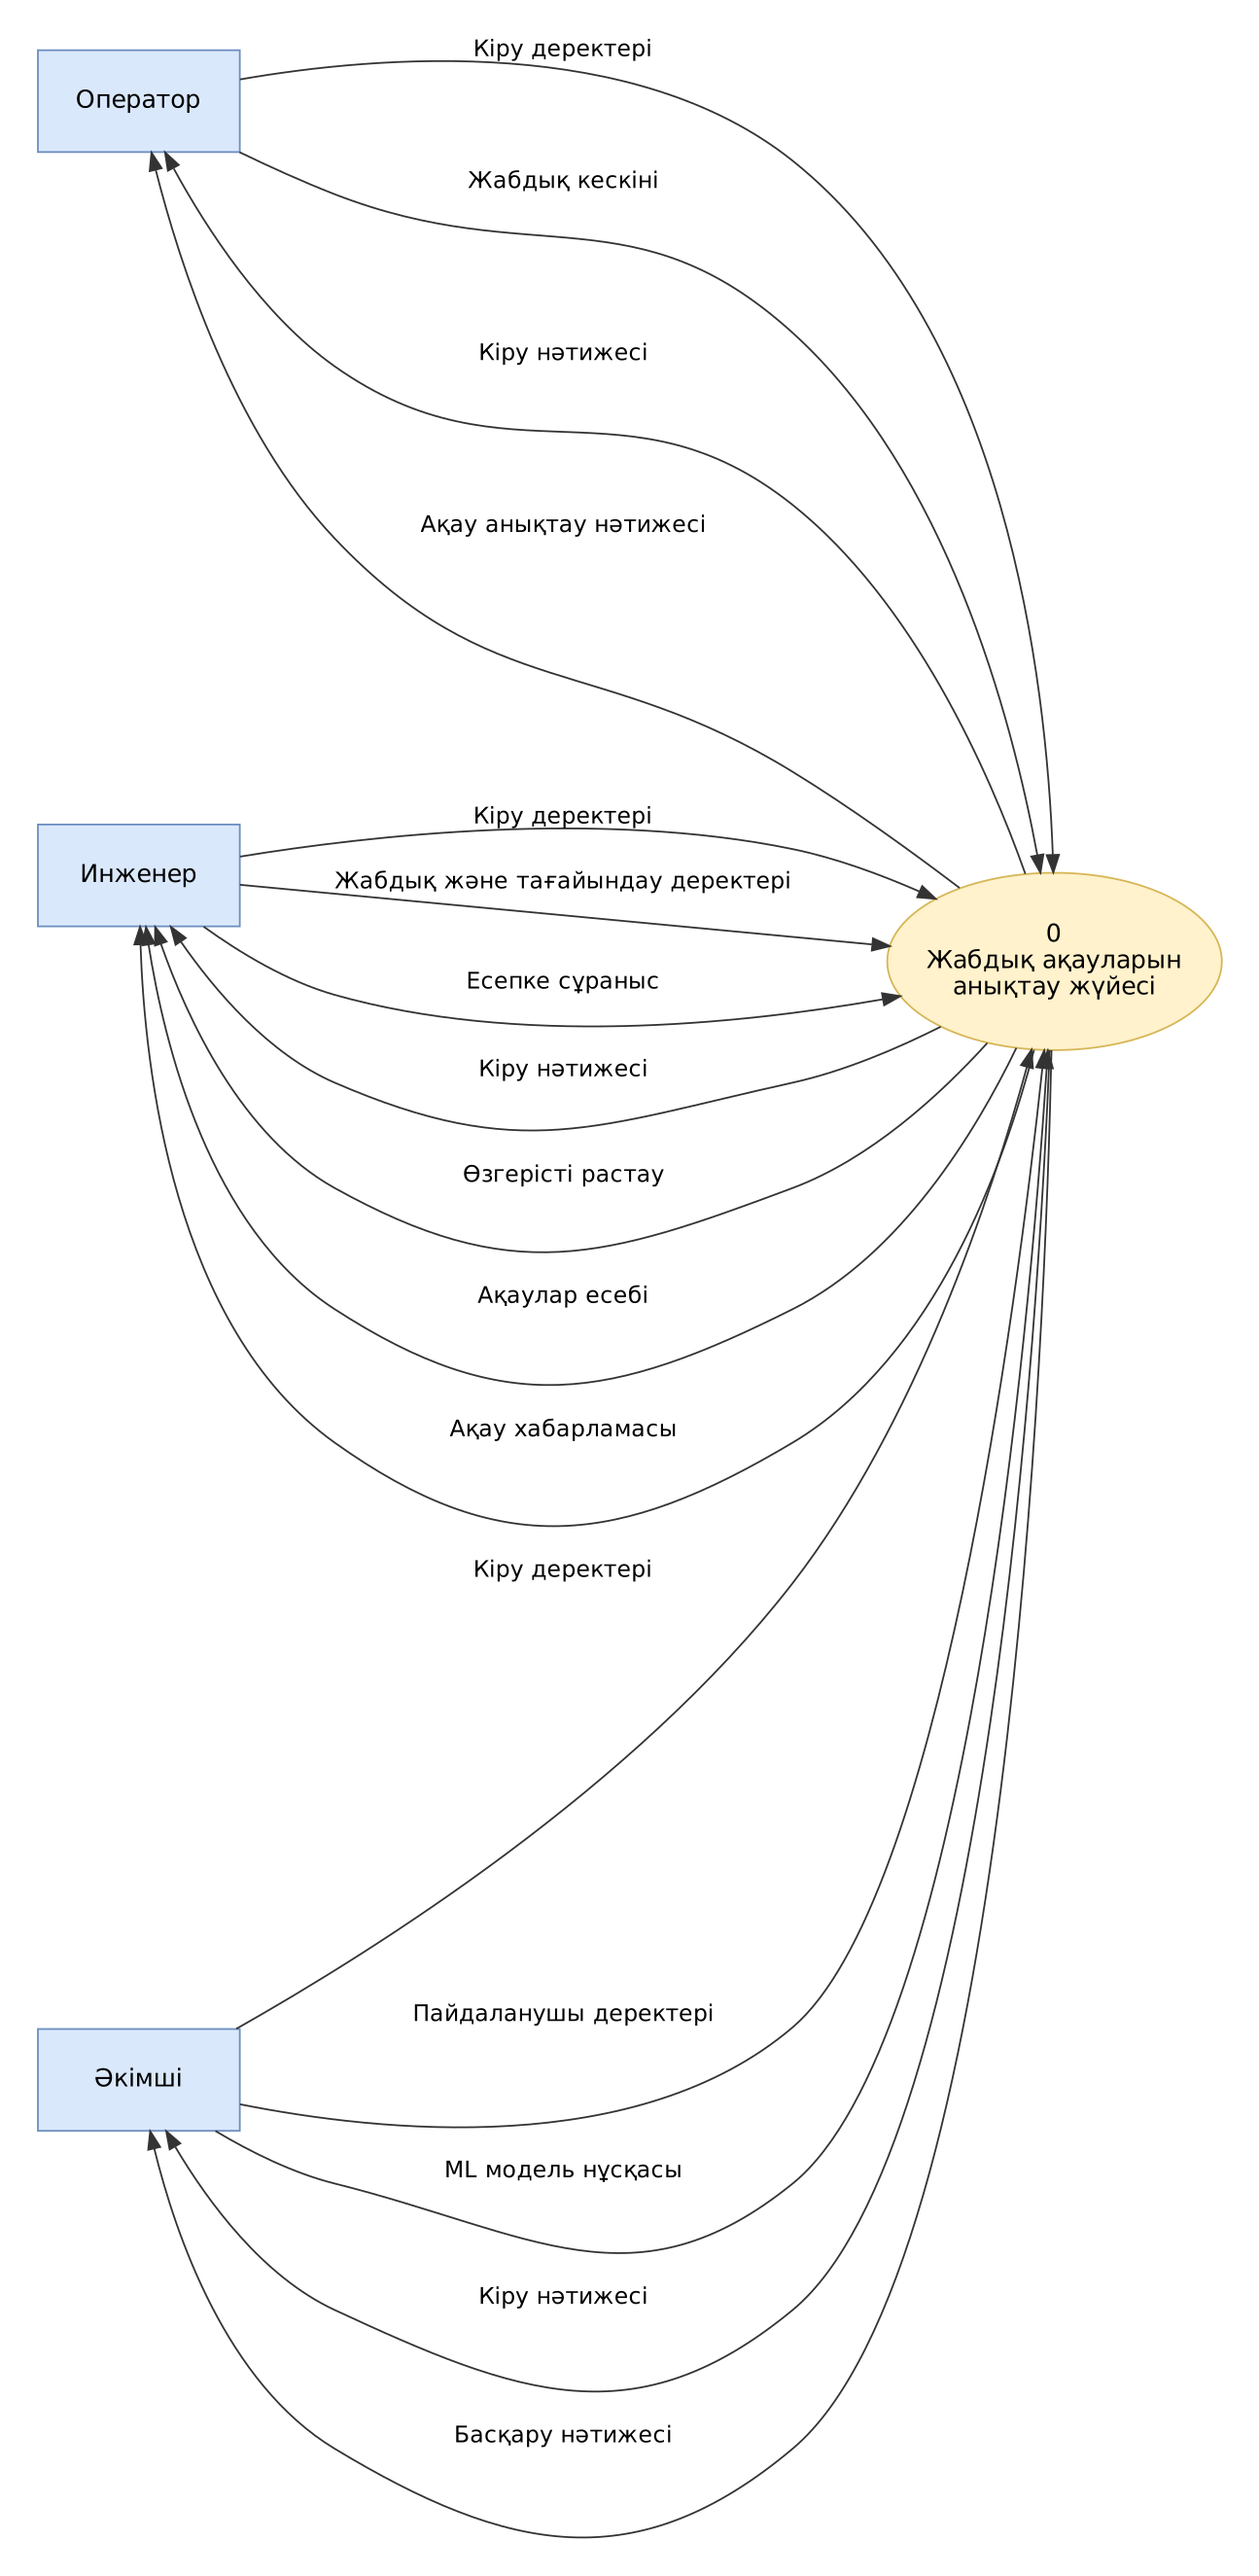 Кіру деректері
Оператор
Жабдық кескіні
Кіру нәтижесі
Ақау анықтау нәтижесі
Кіру деректері
Инженер
Жабдық және тағайындау деректері
0
Жабдық ақауларын
анықтау жүйесі
Есепке сұраныс
Кіру нәтижесі
Өзгерісті растау
Ақаулар есебі
Ақау хабарламасы
Кіру деректері
Пайдаланушы деректері
Әкімші
ML модель нұсқасы
Кіру нәтижесі
Басқару нәтижесі